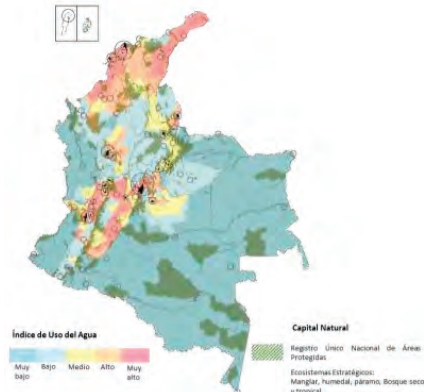 Índice de Uso del Agua
Muy bajo
Bajo
Medio
Alto
Muy alto
Capital Natural
Registro Único Nacional de Áreas
Protegidas
Ecosistemas Estratégicos:
Manglar, humedal, páramo, Bosque seco
y tropical